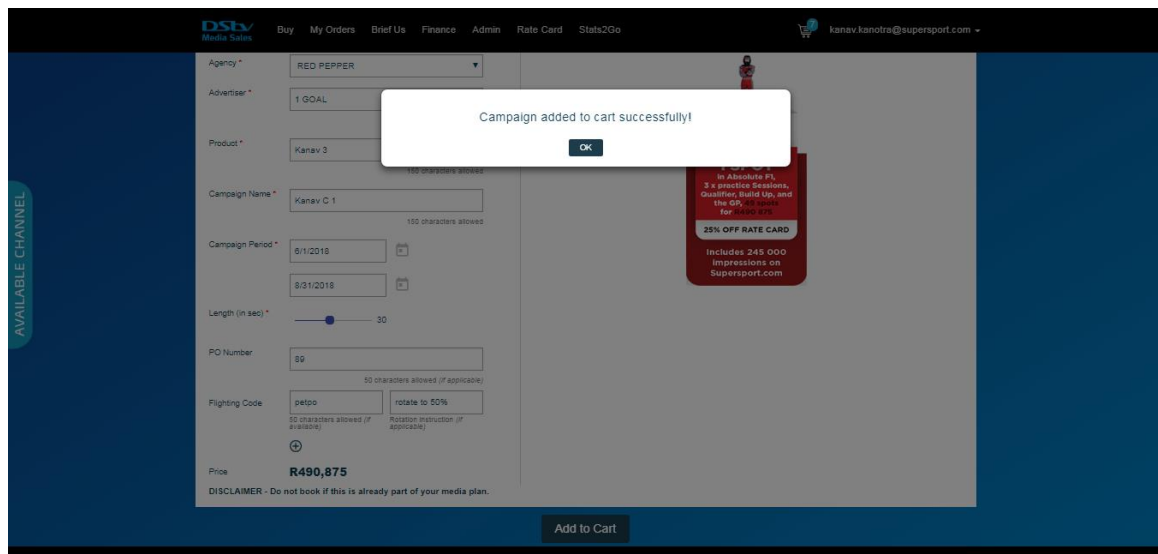 DStv
Media Sales
Buy My Orders Brief Us Finance Admin Rate Card Stats2Go
7
kanav.kanotra@supersport.com
AVAILABLE CHANNEL
Agency *
RED PEPPER
Advertiser *
1 GOAL
Campaign added to cart successfully!
OK
Product *
Kanav 3
150 characters allowed
Campaign Name *
Kanav C 1
150 characters allowed
Campaign Period *
6/1/2018
8/31/2018
Length (in sec) *
30
PO Number
89
50 characters allowed (if applicable)
Flighting Code
petpo
rotate to 50%
50 characters allowed (if
available)
Rotation instruction (if
applicable)
Price
R490,875
DISCLAIMER - Do not book if this is already part of your media plan.
in Absolute F1,
3 x practice Sessions,
Qualifier, Build Up, and
the GP, 45 spots
for R490 875
25% OFF RATE CARD
Includes 245 000
impressions on
Supersport.com
Add to Cart